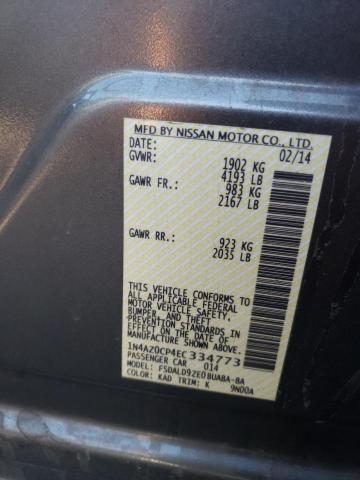 MFD BY NISSAN MOTOR CO., LTD.
DATE: 02/14
GVWR: 1902 KG
4193 LB
GAWR FR.: 983 KG
2167 LB
GAWR RR.: 923 KG
2035 LB
THIS VEHICLE CONFORMS TO ALL
APPLICABLE FEDERAL MOTOR VEHICLE SAFETY,
BUMPER, AND THEFT
PREVENTION STANDARDS IN EFFECT
ON THE DATE OF MANUFACTURE
SHOWN ABOVE.
1N4AZ0CP4EC334773
PASSENGER CAR 014
MODEL: FSDALD9ZE0BUABA-8A
COLOR: KAD TRIM: K 9N00A